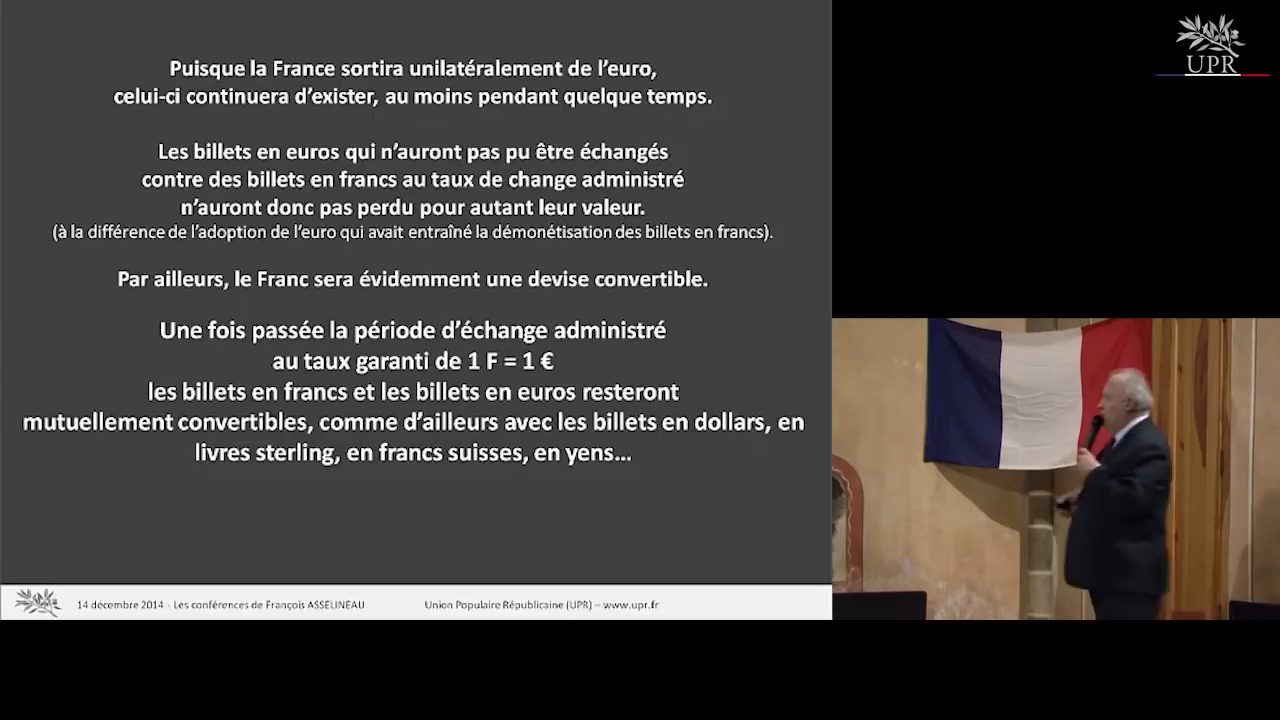 Puisque la France sortira unilatéralement de l'euro,
celui-ci continuera d'exister, au moins pendant quelque temps.
Les billets en euros qui n'auront pas pu être échangés
contre des billets en francs au taux de change administré
n'auront donc pas perdu pour autant leur valeur.
(à la différence de l'adoption de l'euro qui avait entraîné la démonétisation des billets en francs).
Par ailleurs, le Franc sera évidemment une devise convertible.
Une fois passée la période d'échange administré
au taux garanti de 1 F = 1 €
les billets en francs et les billets en euros resteront
mutuellement convertibles, comme d'ailleurs avec les billets en dollars, en
livres sterling, en francs suisses, en yens...
14 décembre 2014 - Les conférences de François ASSELINEAU
Union Populaire Républicaine (UPR) – www.upr.fr
UPR